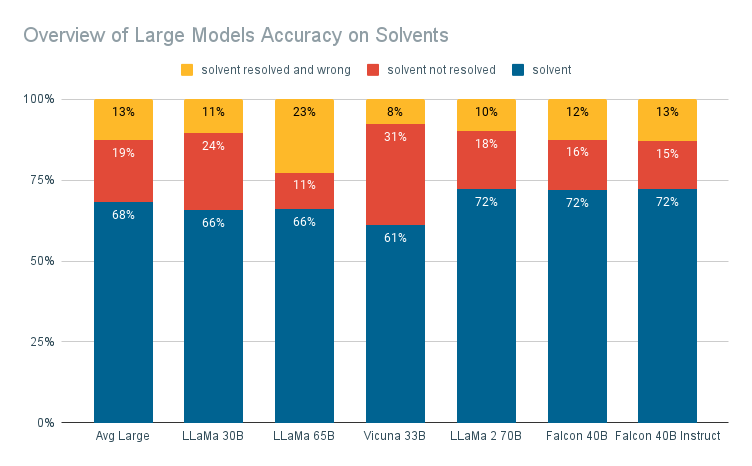 Overview of Large Models Accuracy on Solvents
solvent resolved and wrong solvent not resolved solvent
100%
13% 11% 23% 8% 10% 12% 13%
19% 24% 11% 31% 18% 16% 15%
75%
68% 66% 66% 61% 72% 72% 72%
50%
25%
0%
Avg Large LLaMa 30B LLaMa 65B Vicuna 33B LLaMa 2 70B Falcon 40B Falcon 40B Instruct